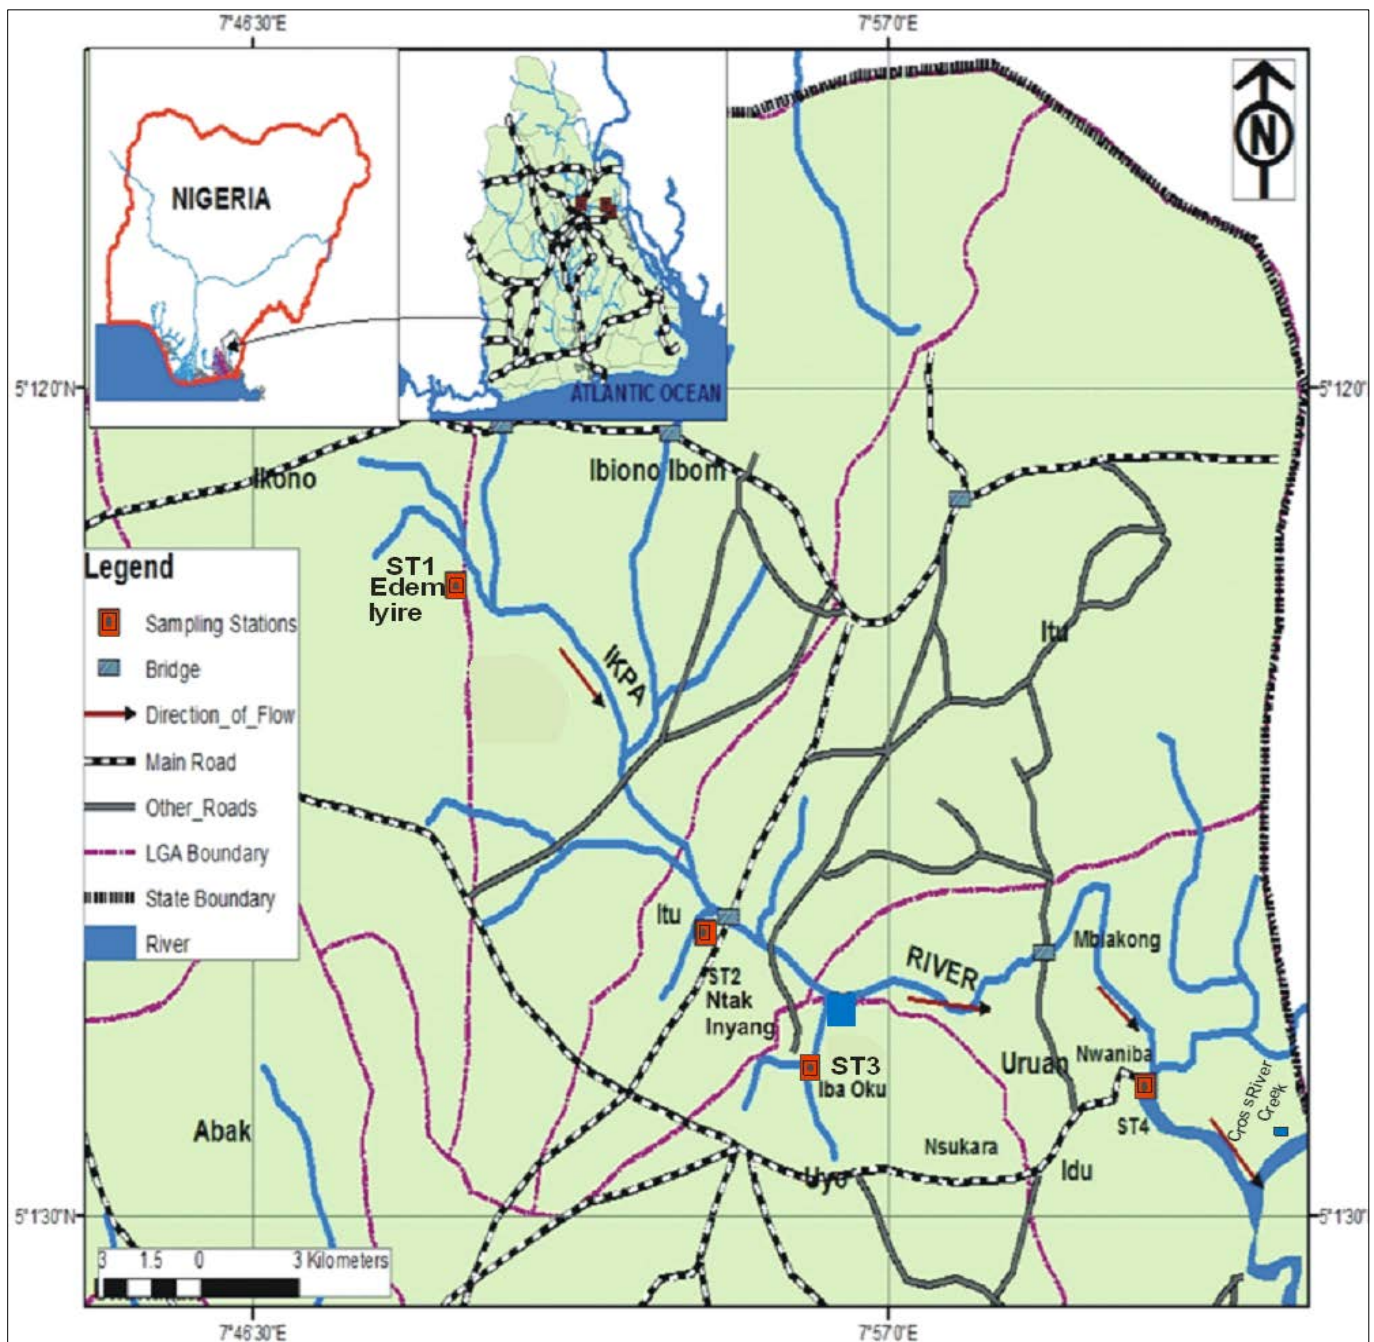 7°46'30"E
7°57'0"E
N
NIGERIA
ATLANTIC OCEAN
5°12'0"N
5°12'0"N
Ikono
Ibiono Ibom
ST1
Edem
Iyire
Legend
Sampling Stations
Bridge
Direction_of_Flow
Main Road
Other_Roads
LGA Boundary
State Boundary
River
IKPA
Itu
Itu
ST2
Ntak
Inyang
RIVER
Mbiakong
ST3
Iba Oku
Uruan
Nwaniba
ST4
Cross River
Creek
Abak
Nsukara
Uyo
Idu
5°1'30"N
5°1'30"
3 1.5 0 3 Kilometers
7°46'30"E
7°57'0"E